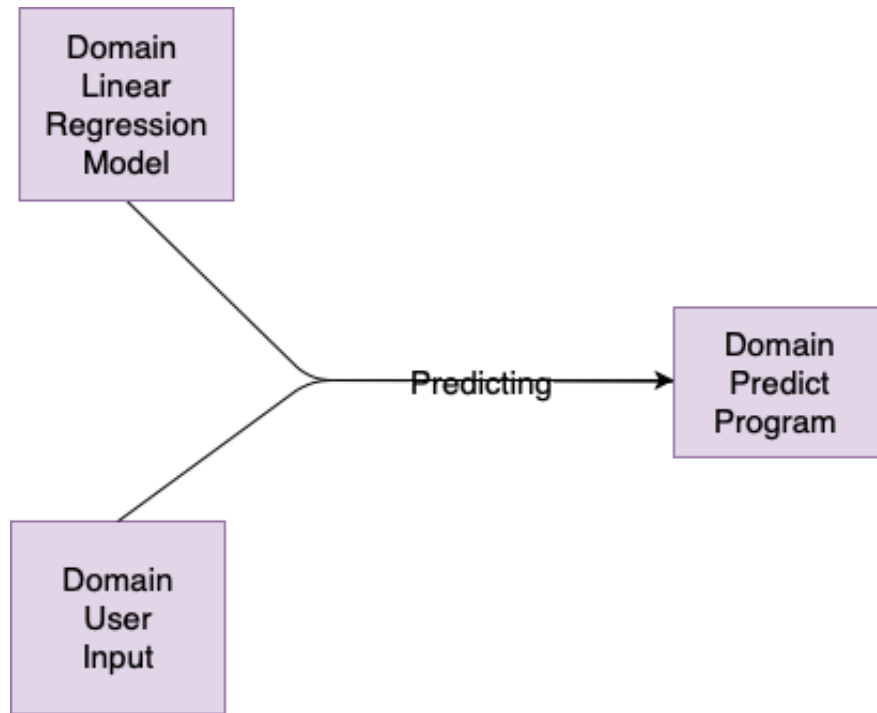 Domain
Linear
Regression
Model
Predicting
Domain
Predict
Program
Domain
User
Input